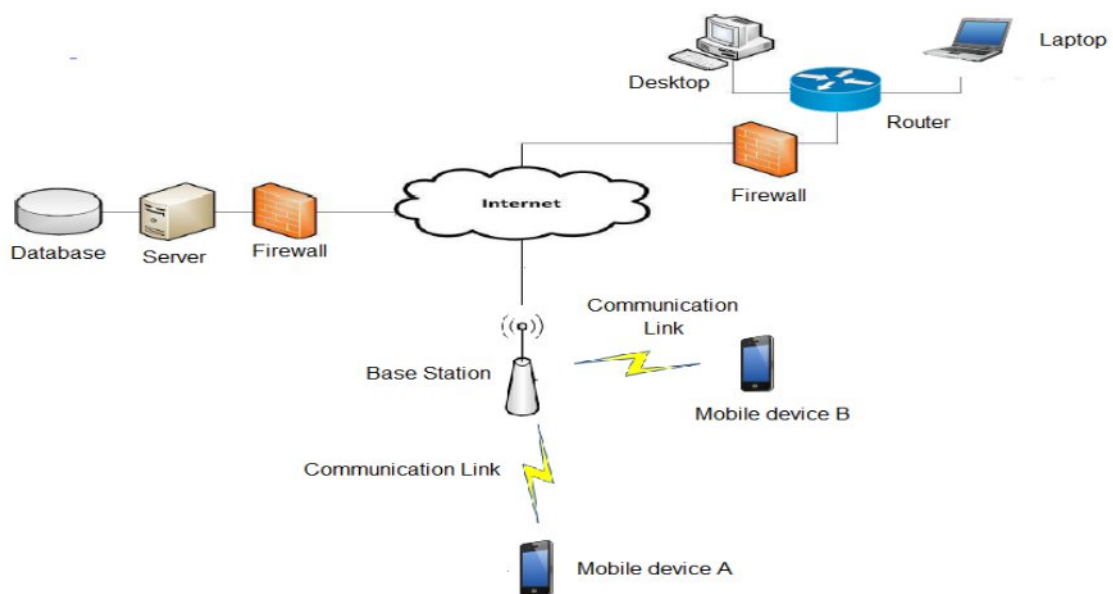 Laptop
Desktop
Router
Firewall
Internet
Database
Server
Firewall
Communication
Link
Base Station
Mobile device B
Communication Link
Mobile device A